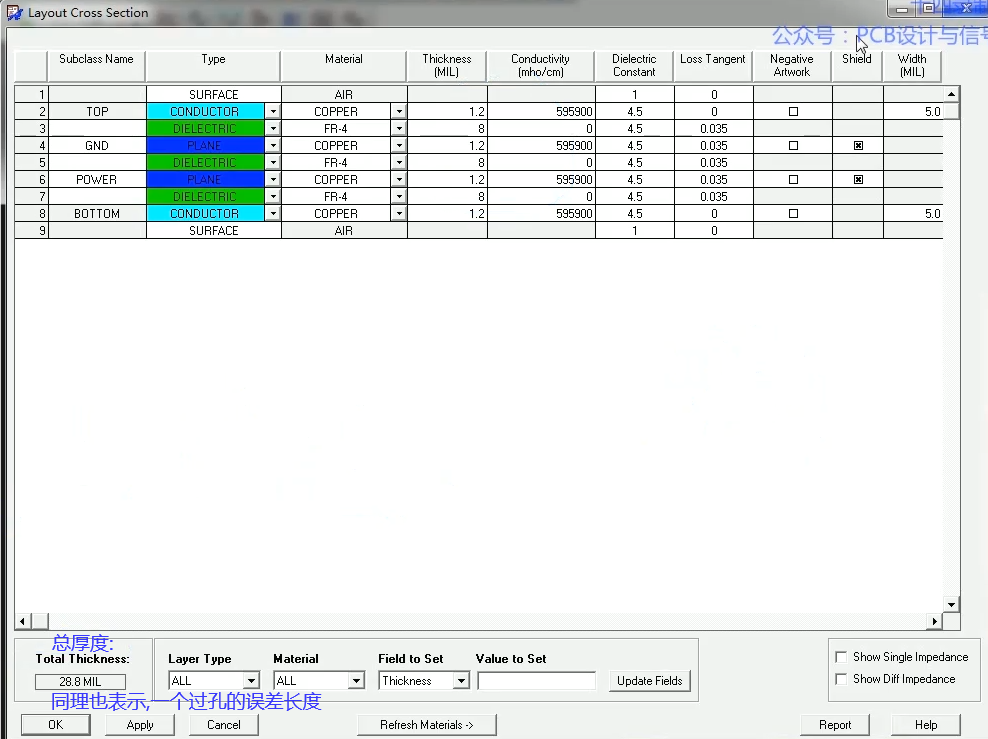 Layout Cross Section
公众号：PCB设计与信号
Subclass Name Type Material Thickness (MIL) Conductivity (mho/cm) Dielectric Constant Loss Tangent Negative Artwork Shield Width (MIL)
1 SURFACE AIR 1 0
2 TOP CONDUCTOR COPPER 1.2 595900 4.5 0 5.0
3 DIELECTRIC FR-4 8 0 4.5 0.035
4 GND PLANE COPPER 1.2 595900 4.5 0.035
5 DIELECTRIC FR-4 8 0 4.5 0.035
6 POWER PLANE COPPER 1.2 595900 4.5 0.035
7 DIELECTRIC FR-4 8 0 4.5 0.035
8 BOTTOM CONDUCTOR COPPER 1.2 595900 4.5 0 5.0
9 SURFACE AIR 1 0
总厚度:
Total Thickness: Layer Type Material Field to Set Value to Set
28.8 MIL ALL ALL Thickness Update Fields
Show Single Impedance
Show Diff Impedance
同理也表示,一个过孔的误差长度
OK Apply Cancel Refresh Materials -> Report Help